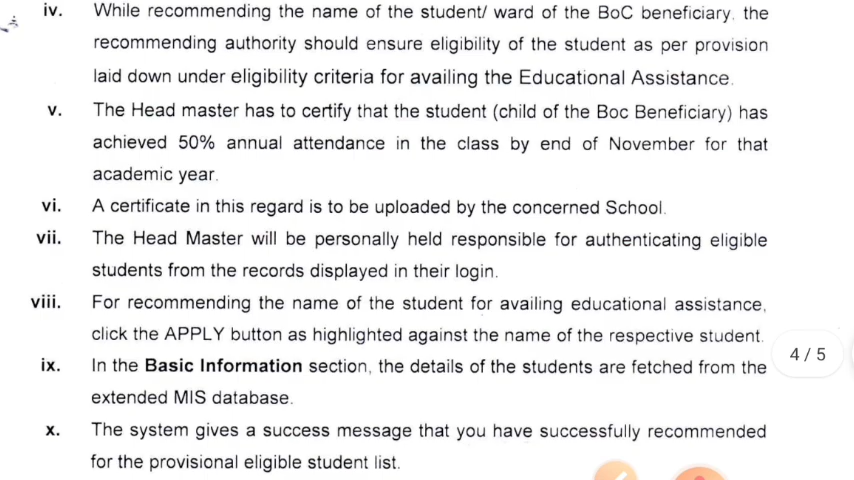 iv. While recommending the name of the student/ ward of the BoC beneficiary, the
recommending authority should ensure eligibility of the student as per provision
laid down under eligibility criteria for availing the Educational Assistance.
v. The Head master has to certify that the student (child of the Boc Beneficiary) has
achieved 50% annual attendance in the class by end of November for that
academic year.
vi. A certificate in this regard is to be uploaded by the concerned School.
vii. The Head Master will be personally held responsible for authenticating eligible
students from the records displayed in their login.
viii. For recommending the name of the student for availing educational assistance,
click the APPLY button as highlighted against the name of the respective student.
4 / 5
ix. In the Basic Information section, the details of the students are fetched from the
extended MIS database.
x. The system gives a success message that you have successfully recommended
for the provisional eligible student list.